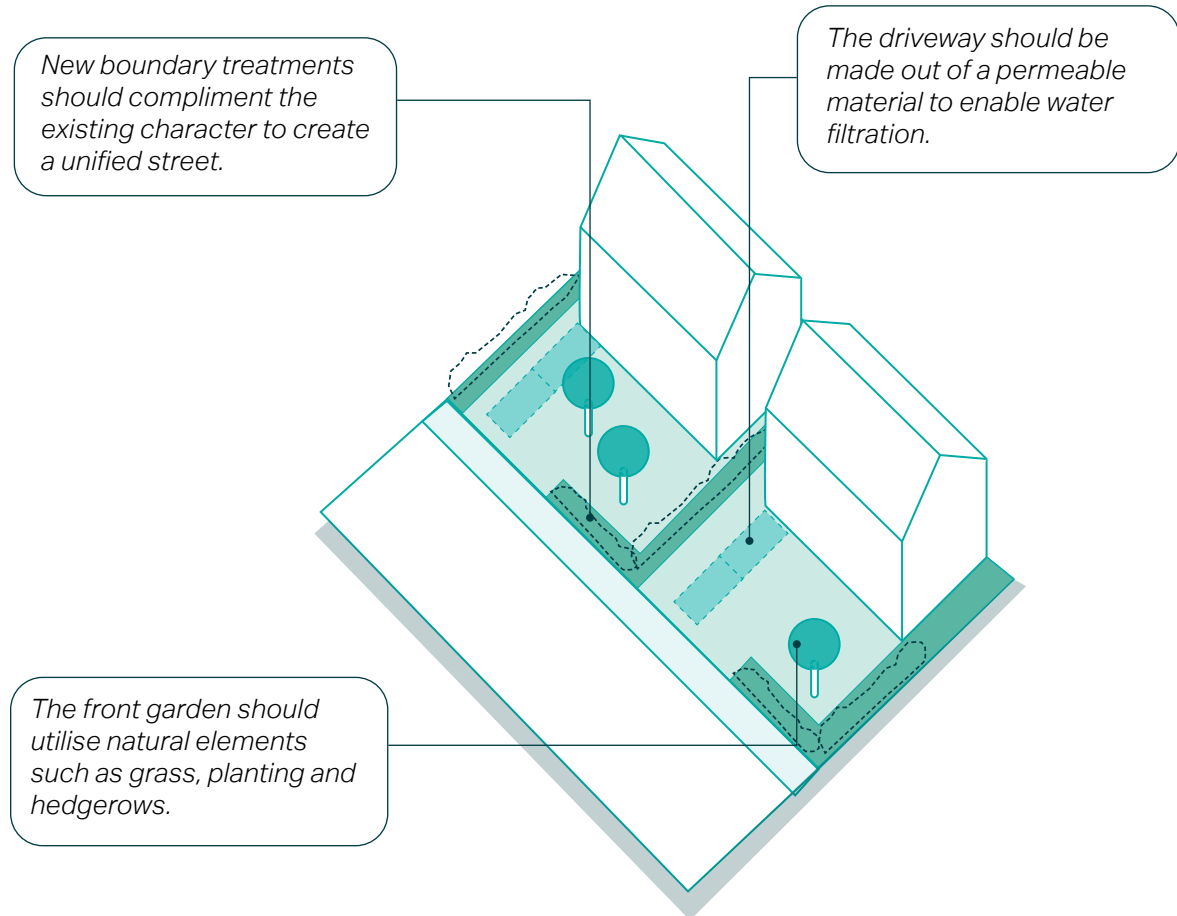 New boundary treatments
should compliment the
existing character to create
a unified street.
The driveway should be
made out of a permeable
material to enable water
filtration.
The front garden should
utilise natural elements
such as grass, planting and
hedgerows.